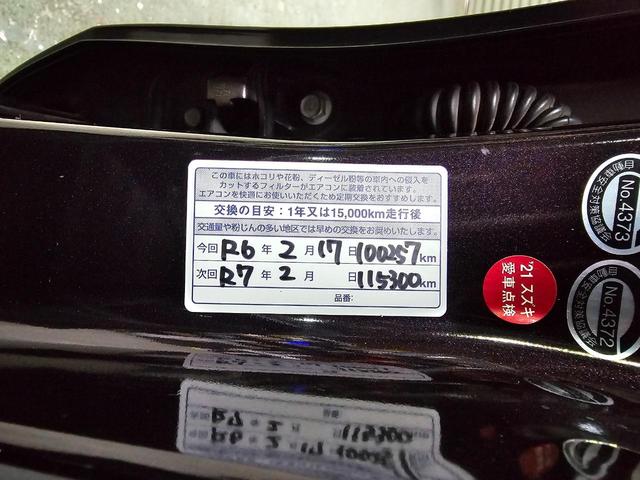 この車にはホコリや花粉、ディーゼル粉等の車内への侵入を
カットするフィルターがエアコンに装着されています。
エアコンを快適にお使いいただくため定期交換をおすすめします。
交換の目安：1年又は15,000km走行後
交通量や粉じんの多い地区では早めの交換をお奨めいたします。
今回 R6 年 2 月 17 日 100257 km
次回 R7 年 2 月 日 115300 km
品番：
'21 スズキ
愛車点検
No.4373
No.4372